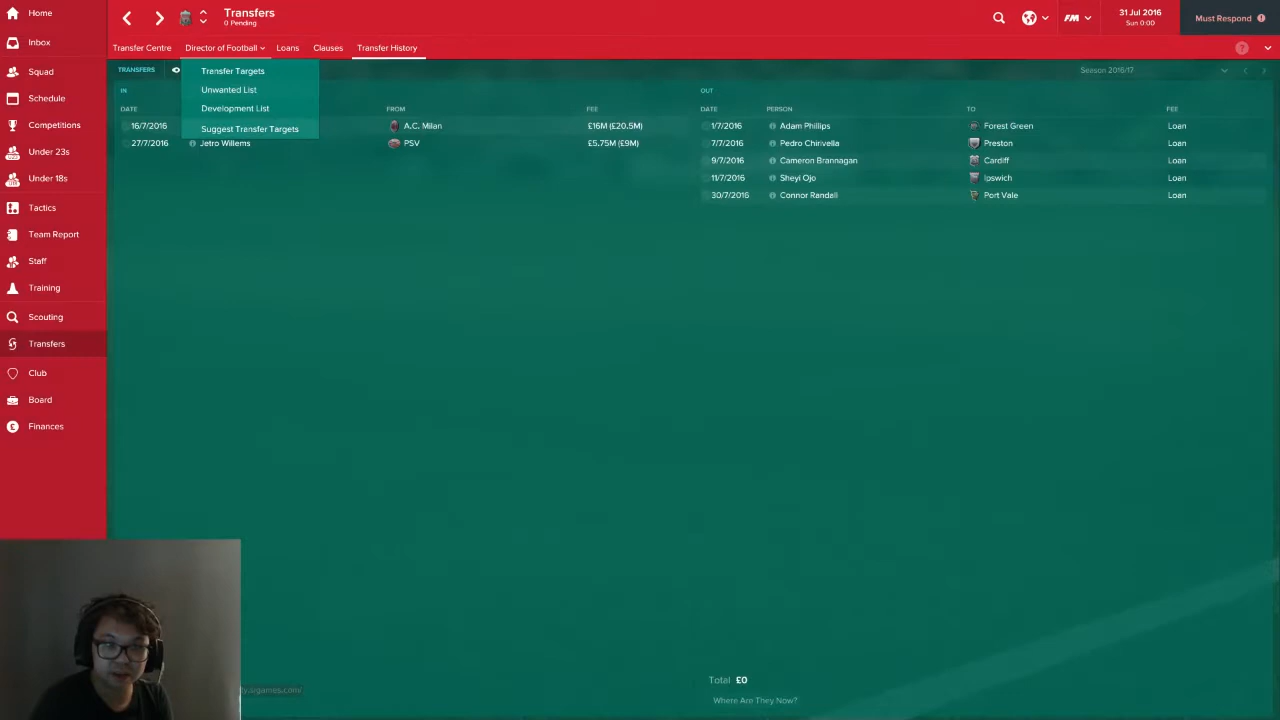 Home
Inbox
Squad
Schedule
Competitions
Under 23s
Under 18s
Tactics
Team Report
Staff
Training
Scouting
Transfers
Club
Board
Finances
Transfers
0 Pending
FM
31 Jul 2016
Sun 0:00
Must Respond
Transfer Centre
Director of Football
Loans
Clauses
Transfer History
?
TRANSFERS
Season 2016/17
Transfer Targets
Unwanted List
Development List
Suggest Transfer Targets
IN
DATE FROM FEE
16/7/2016 A.C. Milan £16M (£20.5M)
27/7/2016 Jetro Willems PSV £5.75M (£9M)
OUT
DATE PERSON TO FEE
1/7/2016 Adam Phillips Forest Green Loan
7/7/2016 Pedro Chirivella Preston Loan
9/7/2016 Cameron Brannagan Cardiff Loan
11/7/2016 Sheyi Ojo Ipswich Loan
30/7/2016 Connor Randall Port Vale Loan
Total £0
Where Are They Now?